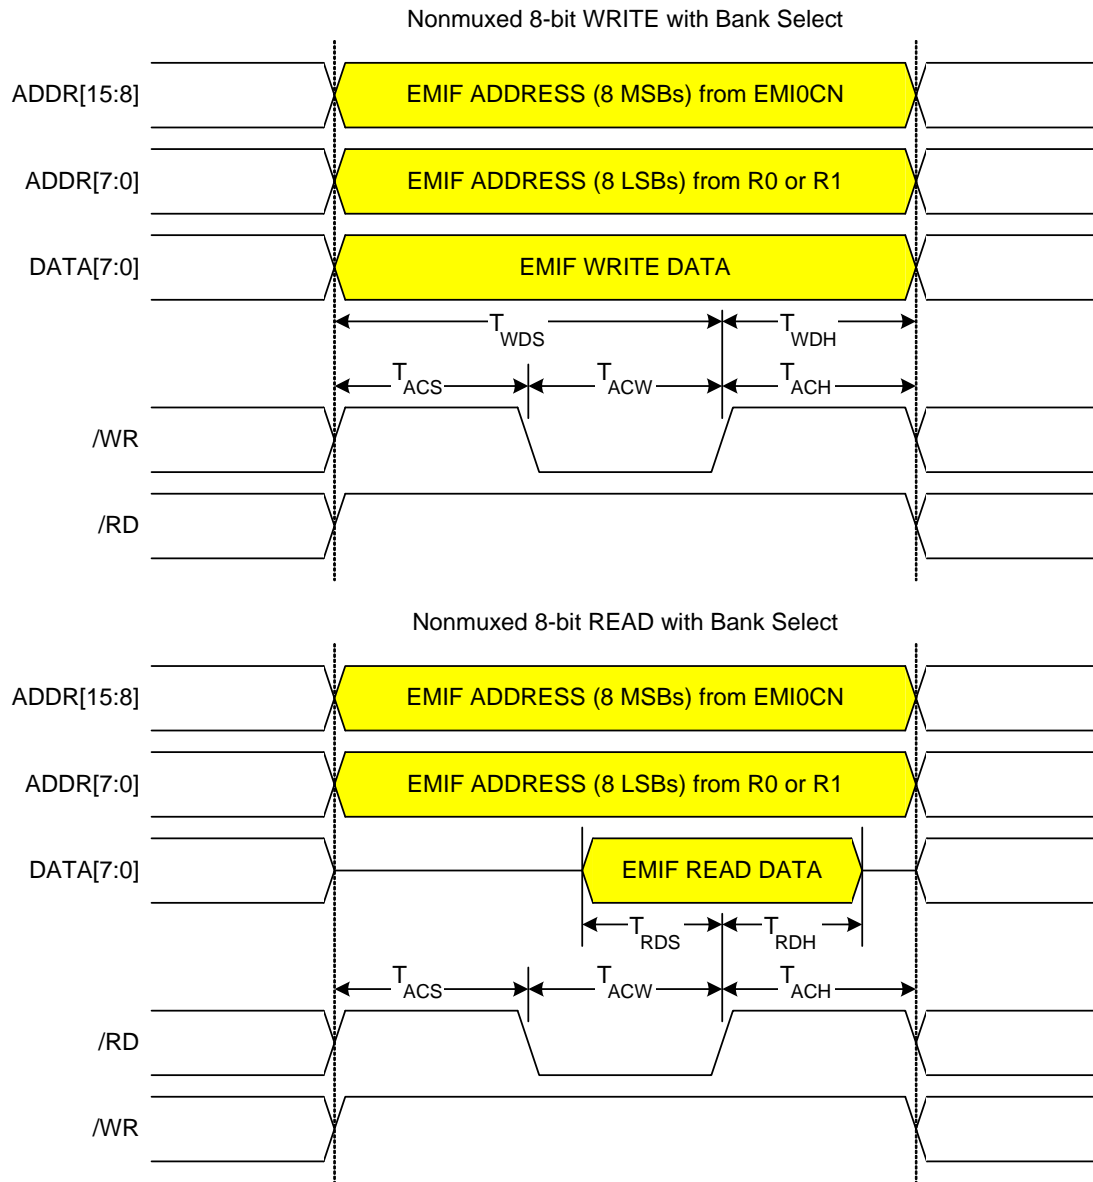 Nonmuxed 8-bit WRITE with Bank Select
ADDR[15:8]
EMIF ADDRESS (8 MSBs) from EMI0CN
ADDR[7:0]
EMIF ADDRESS (8 LSBs) from R0 or R1
DATA[7:0]
EMIF WRITE DATA
TWDS TWDH
TACS TACW TACH
/WR
/RD
Nonmuxed 8-bit READ with Bank Select
ADDR[15:8]
EMIF ADDRESS (8 MSBs) from EMI0CN
ADDR[7:0]
EMIF ADDRESS (8 LSBs) from R0 or R1
DATA[7:0]
EMIF READ DATA
TRDS TRDH
TACS TACW TACH
/RD
/WR